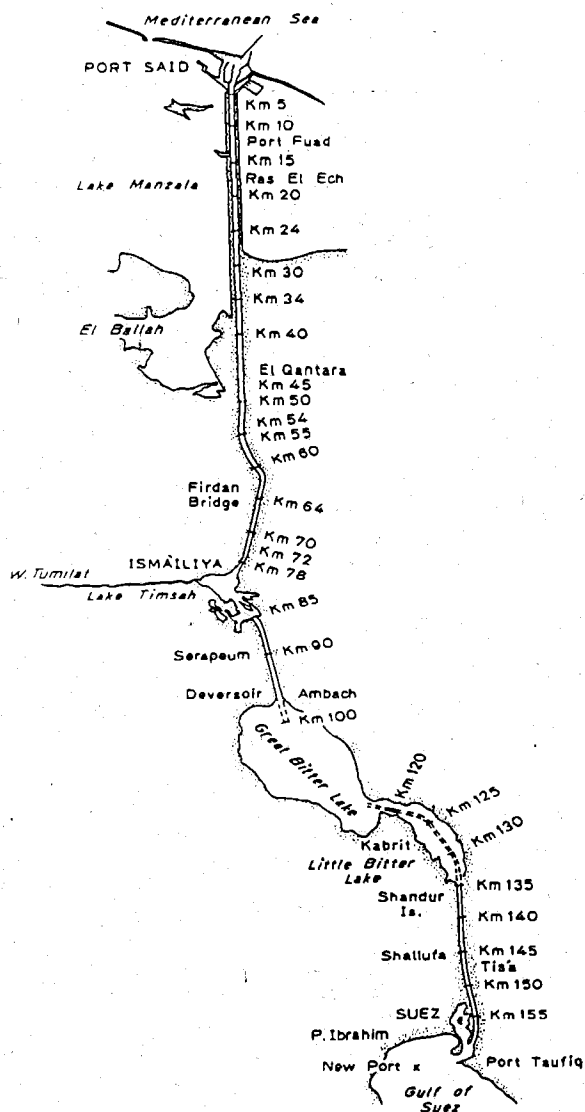 Mediterranean Sea
PORT SAID
Km 5
Km 10
Port Fuad
Km 15
Lake Manzala
Ras El Ech
Km 20
Km 24
Km 30
Km 34
El Ballah
Km 40
El Qantara
Km 45
Km 50
Km 54
Km 55
Km 60
Firdan
Bridge
Km 64
Km 70
ISMÀILIYA
Km 72
Km 78
W. Tumilat
Lake Timsah
Km 85
Serapeum
Km 90
Deversoir
Ambach
Km 100
Great Bitter Lake
Km 120
Km 125
Km 130
Kabrit
Little Bitter
Lake
Shandur
Is.
Km 135
Km 140
Shallufa
Km 145
Tis'a
Km 150
SUEZ
Km 155
P. Ibrahim
New Port x
Port Taufiq
Gulf of
Suez